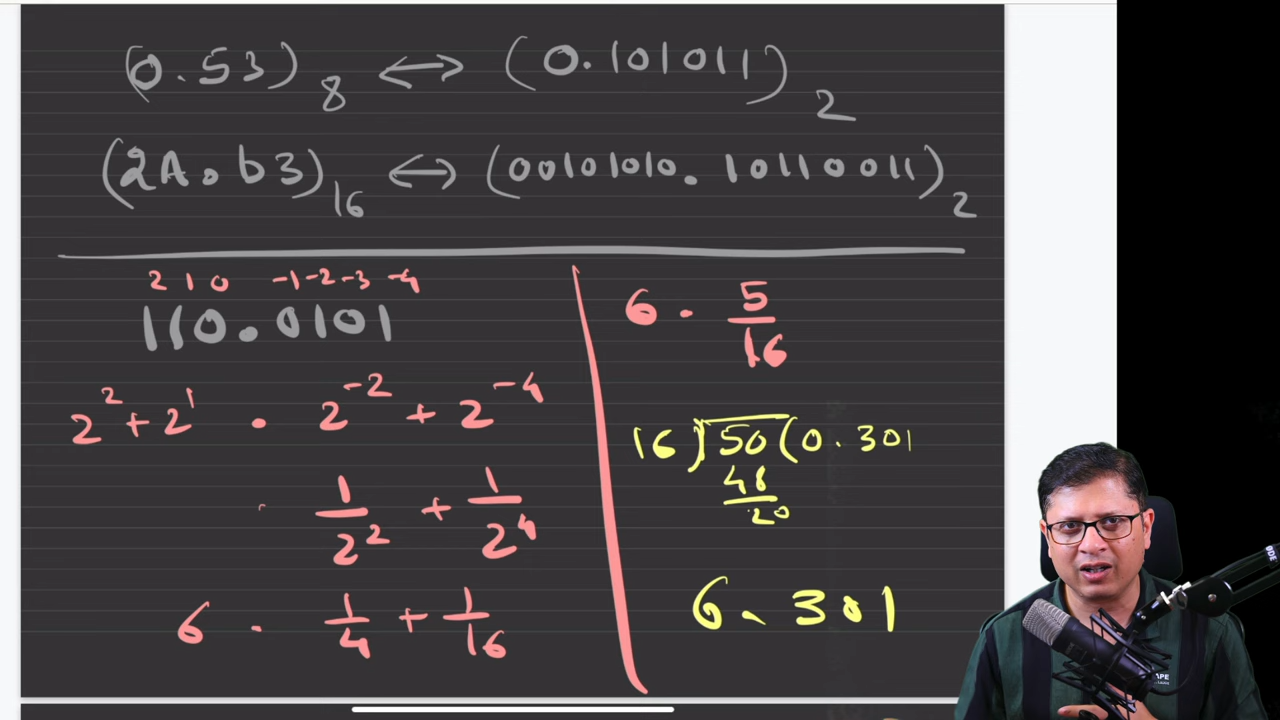 (0.53)8 ↔ (0.101011)2
(2A.b3)16 ↔ (00101010.10110011)2
2 1 0 -1 -2 -3 -4
110.0101
2^2 + 2^1 . 2^-2 + 2^-4
. 1/2^2 + 1/2^4
6 . 1/4 + 1/16
6 . 5/16
16)50(0.301
48
20
6.301
APE
ODE